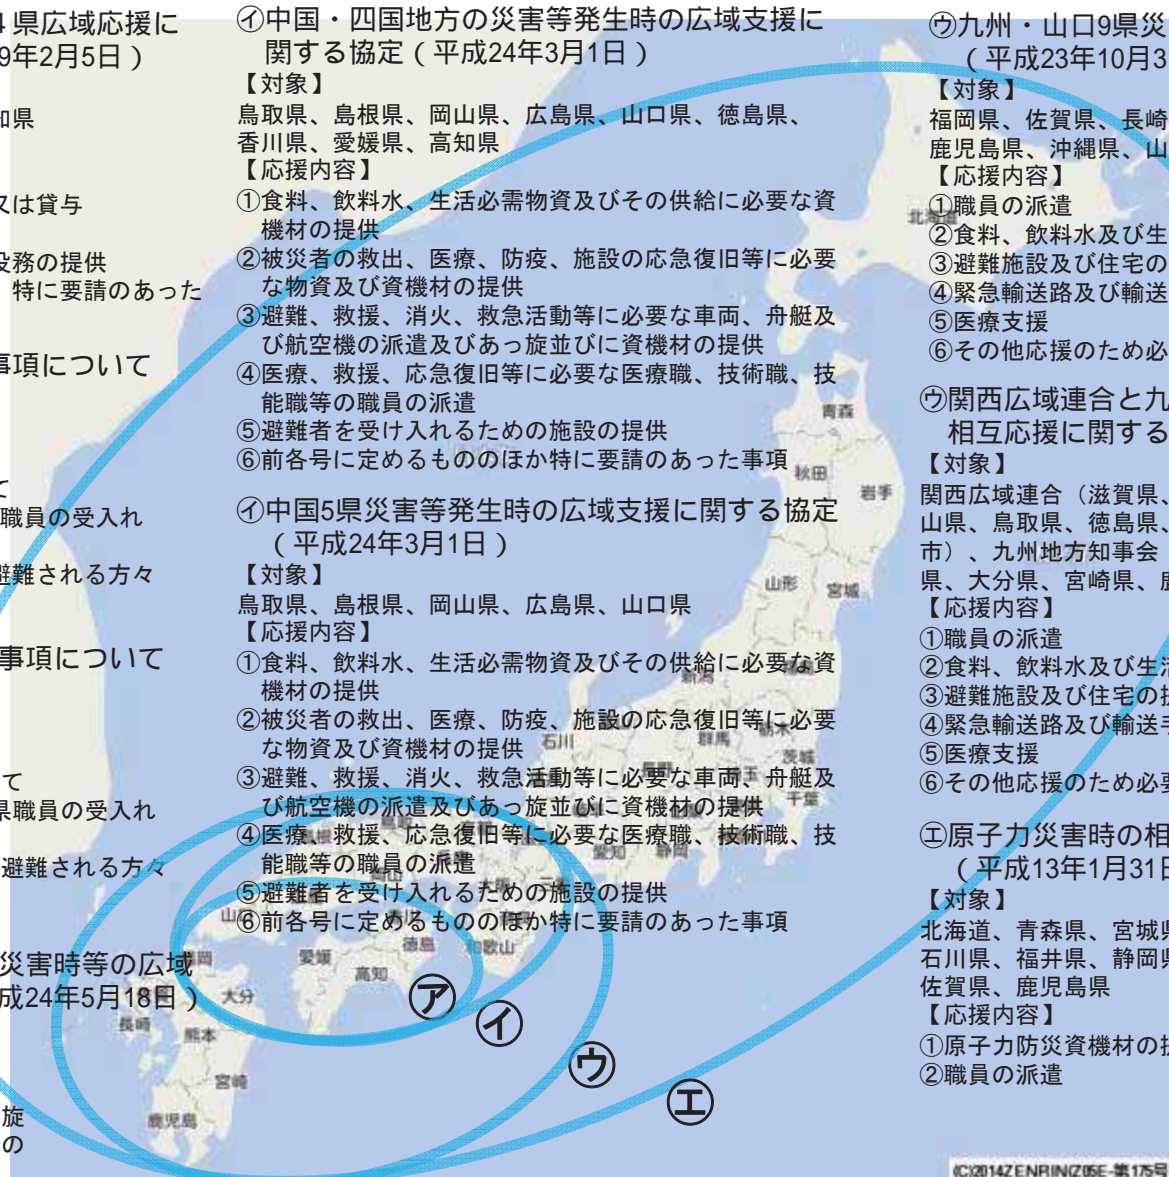 ４県広域応援に
9年2月5日）
知県
又は貸与
役務の提供
特に要請のあった
事項について
て
職員の受入れ
避難される方々
事項について
て
県職員の受入れ
避難される方々
災害時等の広域
成24年5月18日）
旋
の
㋑中国・四国地方の災害等発生時の広域支援に
関する協定（平成24年3月1日）
【対象】
鳥取県、島根県、岡山県、広島県、山口県、徳島県、
香川県、愛媛県、高知県
【応援内容】
①食料、飲料水、生活必需物資及びその供給に必要な資
機材の提供
②被災者の救出、医療、防疫、施設の応急復旧等に必要
な物資及び資機材の提供
③避難、救援、消火、救急活動等に必要な車両、舟艇及
び航空機の派遣及びあっ旋並びに資機材の提供
④医療、救援、応急復旧等に必要な医療職、技術職、技
能職等の職員の派遣
⑤避難者を受け入れるための施設の提供
⑥前各号に定めるもののほか特に要請のあった事項
㋑中国5県災害等発生時の広域支援に関する協定
（平成24年3月1日）
【対象】
鳥取県、島根県、岡山県、広島県、山口県
【応援内容】
①食料、飲料水、生活必需物資及びその供給に必要な資
機材の提供
②被災者の救出、医療、防疫、施設の応急復旧等に必要
な物資及び資機材の提供
③避難、救援、消火、救急活動等に必要な車両、舟艇及
び航空機の派遣及びあっ旋並びに資機材の提供
④医療、救援、応急復旧等に必要な医療職、技術職、技
能職等の職員の派遣
⑤避難者を受け入れるための施設の提供
⑥前各号に定めるもののほか特に要請のあった事項
㋒九州・山口9県災
（平成23年10月3
【対象】
福岡県、佐賀県、長崎
鹿児島県、沖縄県、山
【応援内容】
①職員の派遣
②食料、飲料水及び生
③避難施設及び住宅の
④緊急輸送路及び輸送
⑤医療支援
⑥その他応援のため必
㋒関西広域連合と九
相互応援に関する
【対象】
関西広域連合（滋賀県、
山県、鳥取県、徳島県、
市）、九州地方知事会
県、大分県、宮崎県、鹿
【応援内容】
①職員の派遣
②食料、飲料水及び生活
③避難施設及び住宅の提
④緊急輸送路及び輸送手
⑤医療支援
⑥その他応援のため必要
㋓原子力災害時の相
（平成13年1月31日
【対象】
北海道、青森県、宮城県
石川県、福井県、静岡県
佐賀県、鹿児島県
【応援内容】
①原子力防災資機材の提
②職員の派遣
北海道
青森
秋田
岩手
山形
宮城
新潟
福島
石川
群馬
栃木
茨城
長野
埼玉
千葉
愛知
静岡
和歌山
徳島
愛媛
高知
大分
長崎
熊本
宮崎
鹿児島
㋐
㋑
㋒
㋓
(C)2014ZENRIN(Z05E-第175号